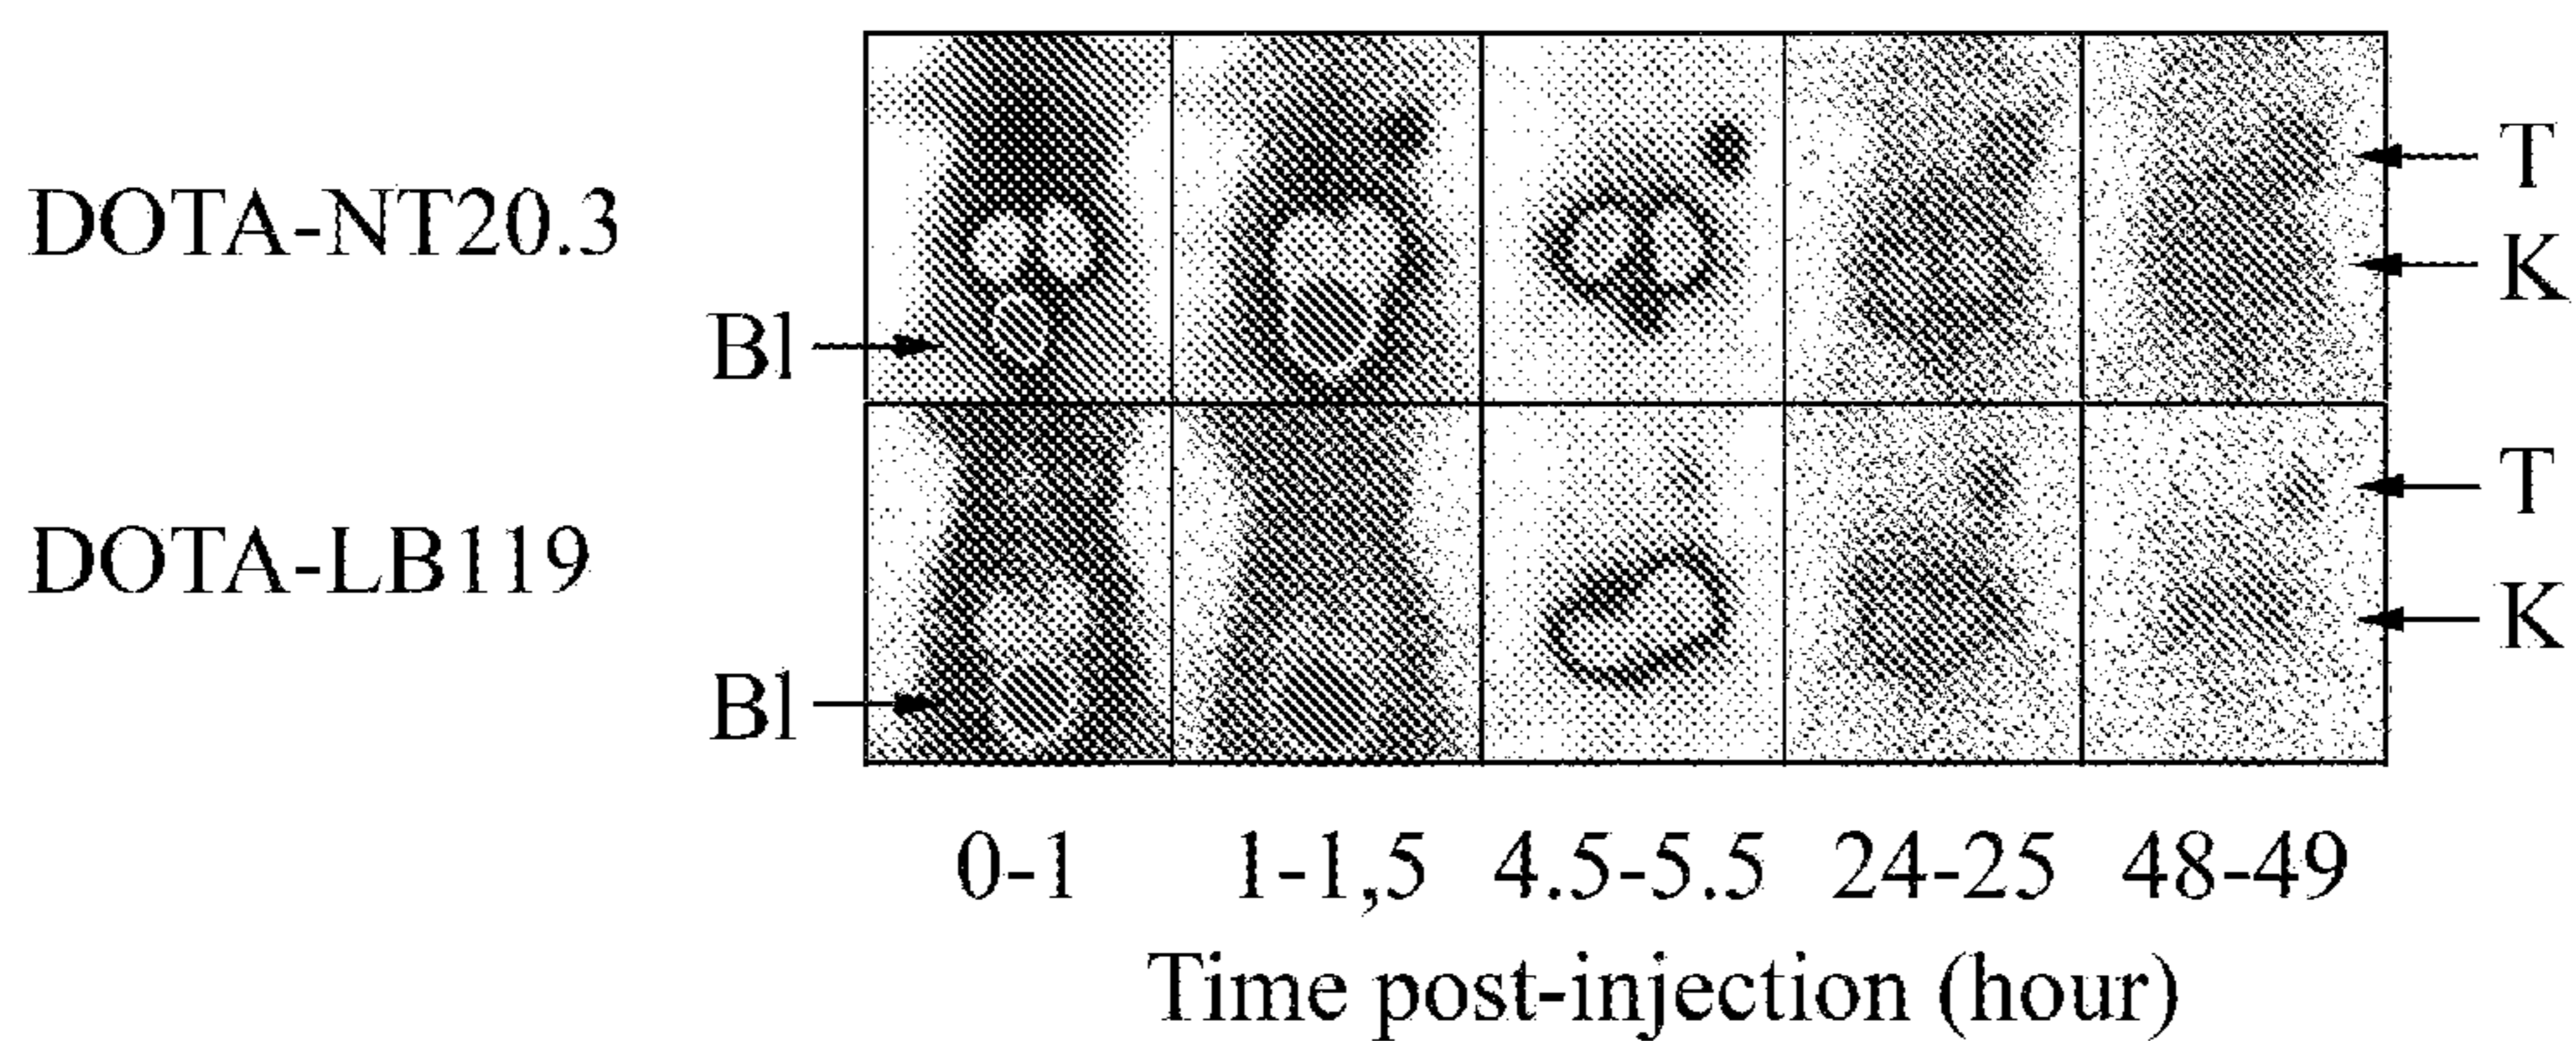 DOTA-NT20.3
Bl
T
K
DOTA-LB119
Bl
T
K
0-1 1-1,5 4.5-5.5 24-25 48-49
Time post-injection (hour)